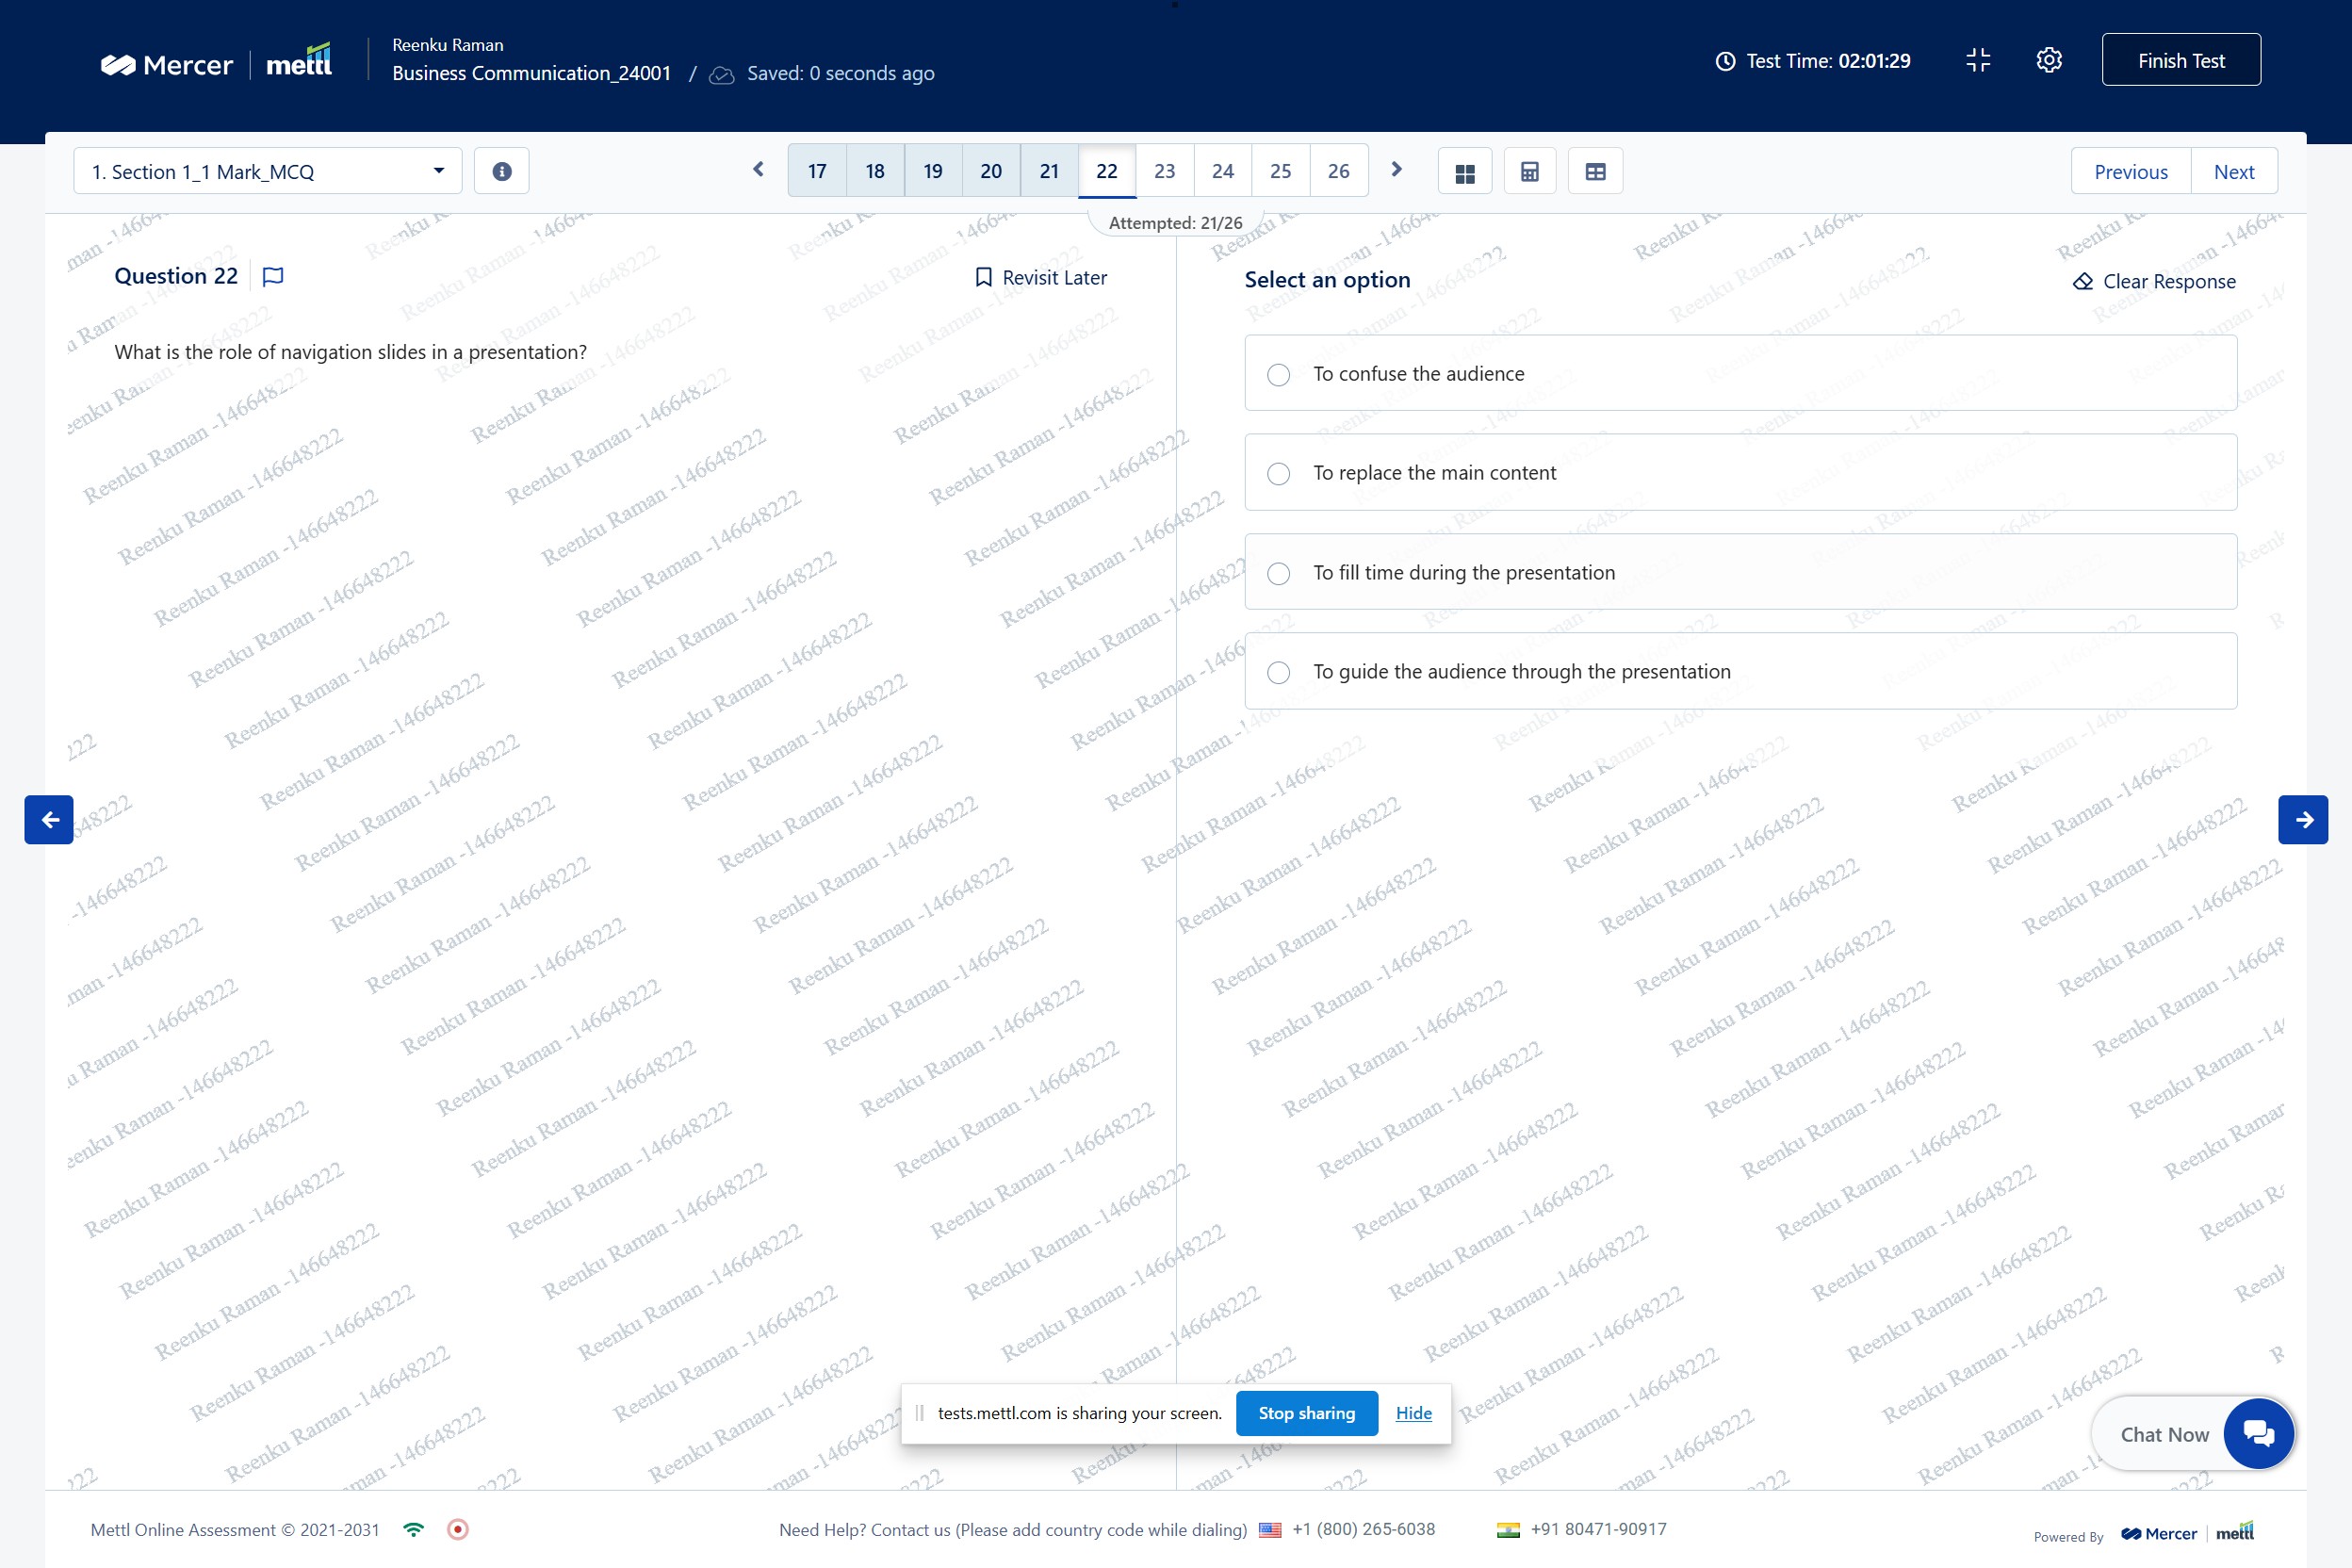 Mercer | mettl
Reenku Raman
Business Communication_24001 / Saved: 0 seconds ago
Test Time: 02:01:29
Finish Test
1. Section 1_1 Mark_MCQ
17 18 19 20 21 22 23 24 25 26
Previous Next
Attempted: 21/26
Question 22
Revisit Later
What is the role of navigation slides in a presentation?
Select an option
Clear Response
To confuse the audience
To replace the main content
To fill time during the presentation
To guide the audience through the presentation
Reenku Raman -146648222
tests.mettl.com is sharing your screen. Stop sharing Hide
Chat Now
Mettl Online Assessment © 2021-2031
Need Help? Contact us (Please add country code while dialing) +1 (800) 265-6038 +91 80471-90917
Powered By Mercer | mettl